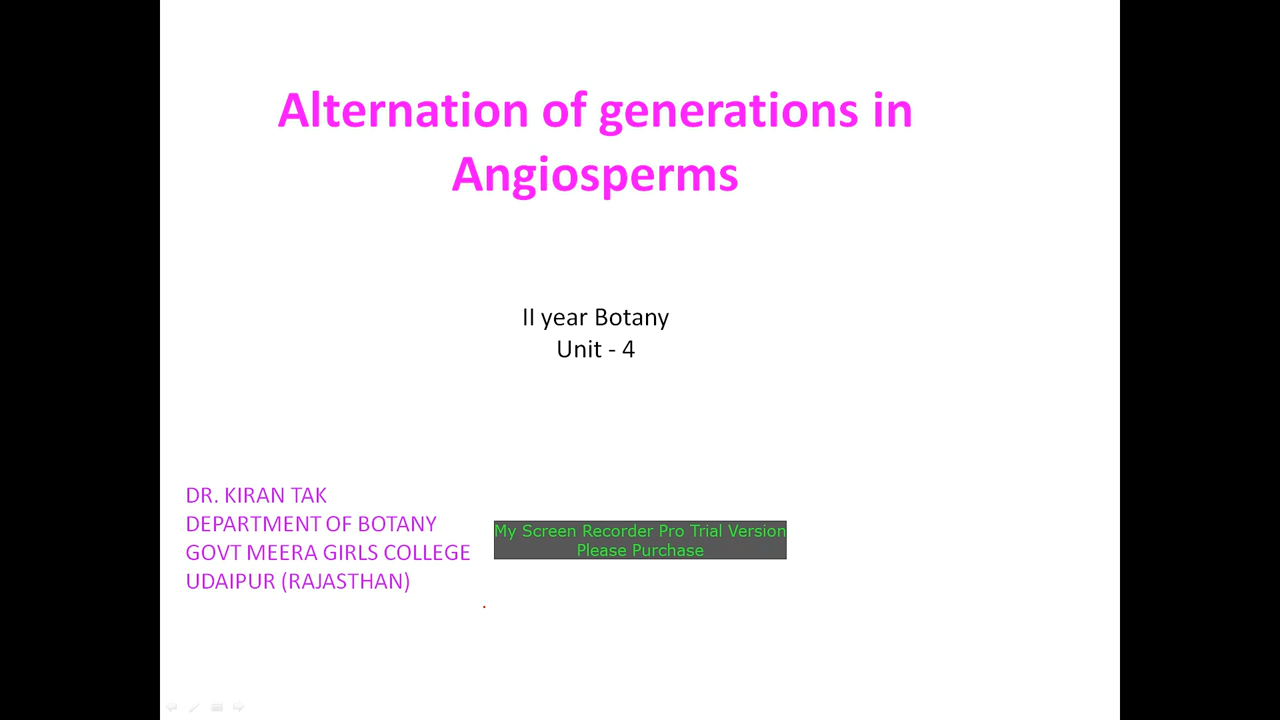 Alternation of generations in
Angiosperms
II year Botany
Unit - 4
DR. KIRAN TAK
DEPARTMENT OF BOTANY
GOVT MEERA GIRLS COLLEGE
UDAIPUR (RAJASTHAN)
My Screen Recorder Pro Trial Version
Please Purchase